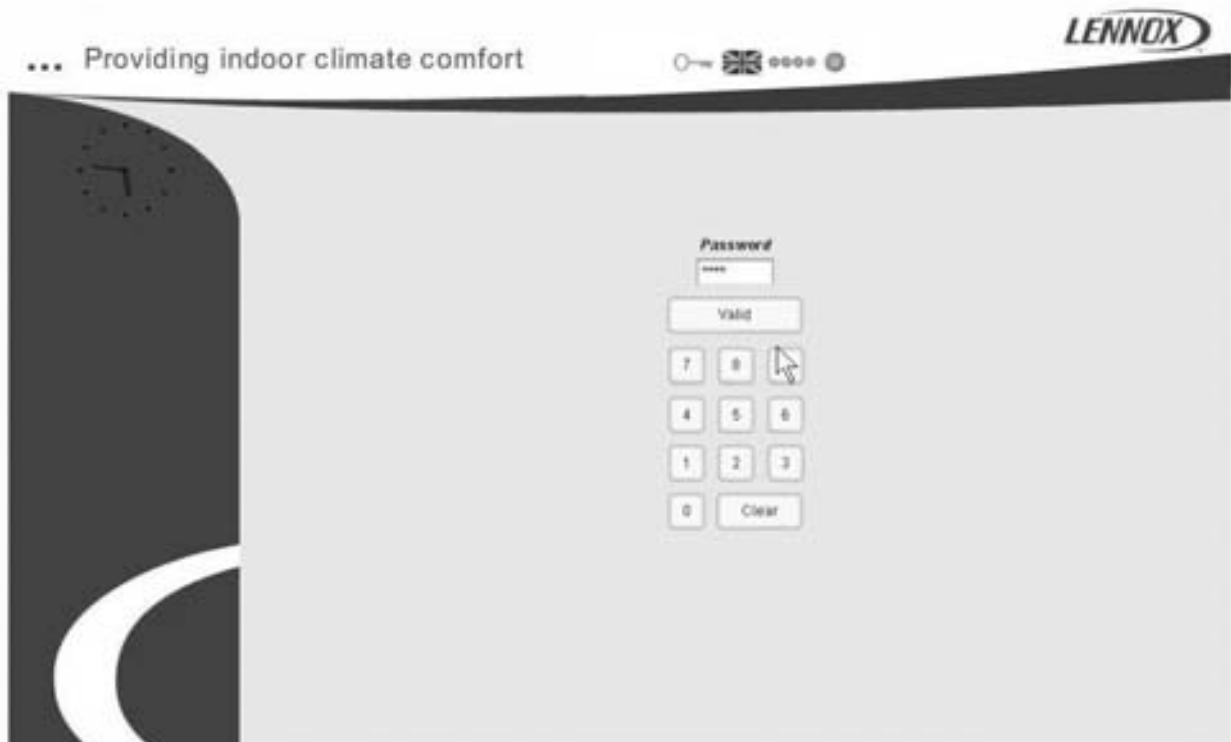 LENNOX
... Providing indoor climate comfort
Password
****
Valid
7 8
4 5 6
1 2 3
0 Clear